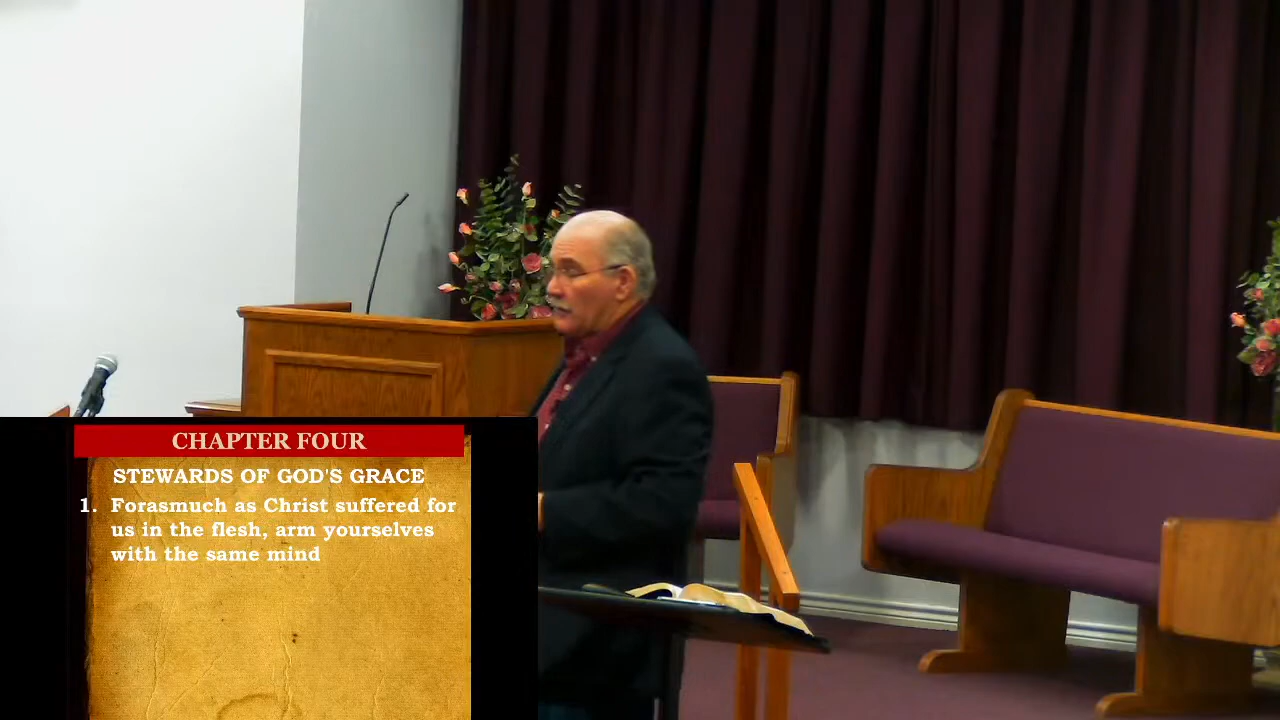 CHAPTER FOUR
STEWARDS OF GOD'S GRACE
1. Forasmuch as Christ suffered for
us in the flesh, arm yourselves
with the same mind